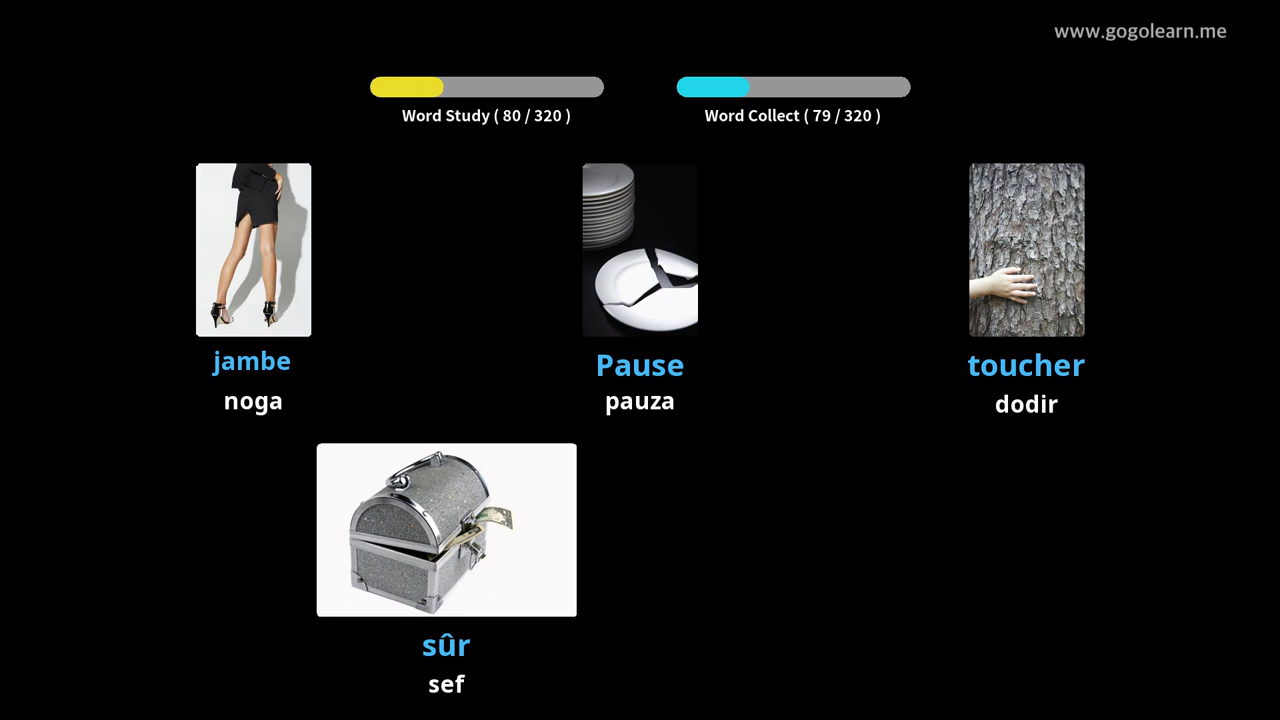 www.gogolearn.me
Word Study ( 80 / 320 )
Word Collect ( 79 / 320 )
jambe
noga
Pause
pauza
toucher
dodir
sûr
sef